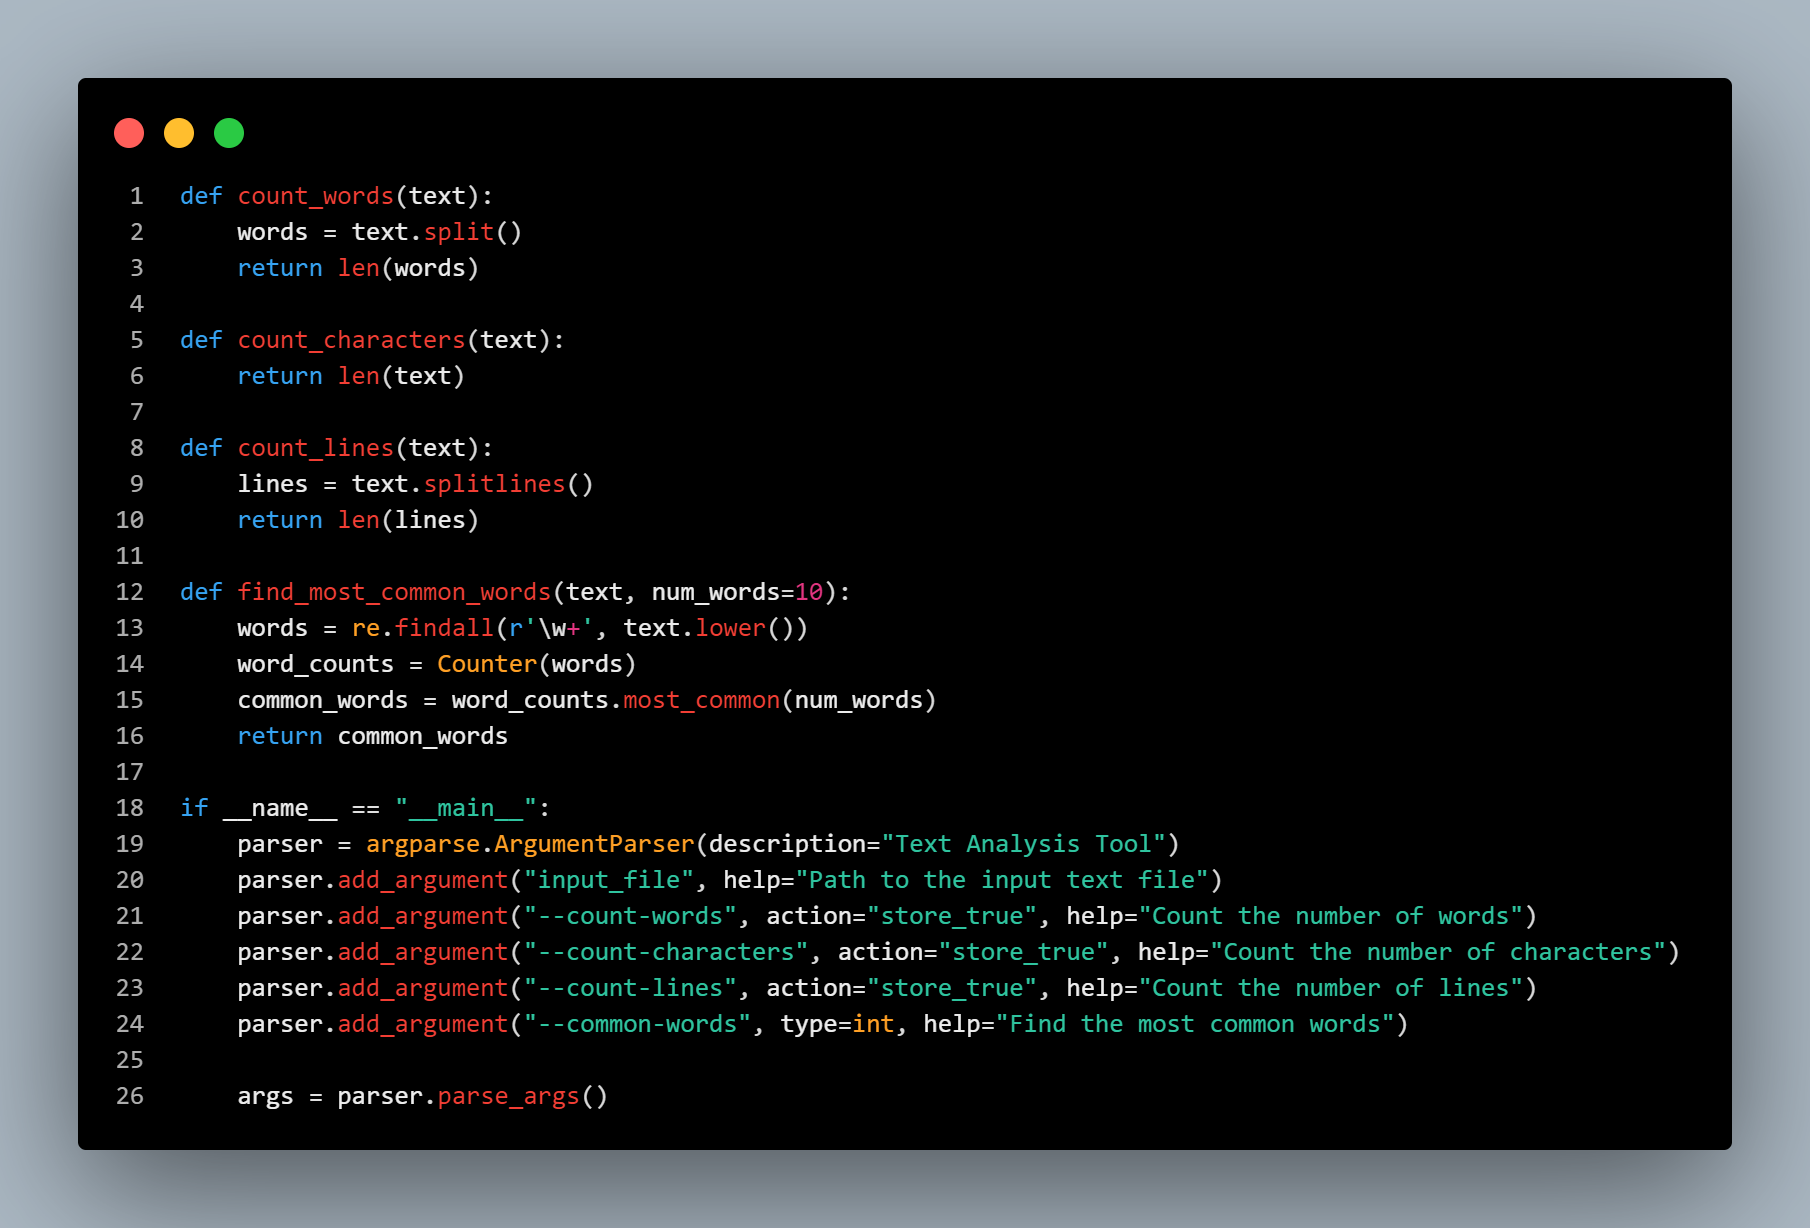 1 def count_words(text):
2     words = text.split()
3     return len(words)
4
5 def count_characters(text):
6     return len(text)
7
8 def count_lines(text):
9     lines = text.splitlines()
10     return len(lines)
11
12 def find_most_common_words(text, num_words=10):
13     words = re.findall(r'\w+', text.lower())
14     word_counts = Counter(words)
15     common_words = word_counts.most_common(num_words)
16     return common_words
17
18 if __name__ == "__main__":
19     parser = argparse.ArgumentParser(description="Text Analysis Tool")
20     parser.add_argument("input_file", help="Path to the input text file")
21     parser.add_argument("--count-words", action="store_true", help="Count the number of words")
22     parser.add_argument("--count-characters", action="store_true", help="Count the number of characters")
23     parser.add_argument("--count-lines", action="store_true", help="Count the number of lines")
24     parser.add_argument("--common-words", type=int, help="Find the most common words")
25
26     args = parser.parse_args()